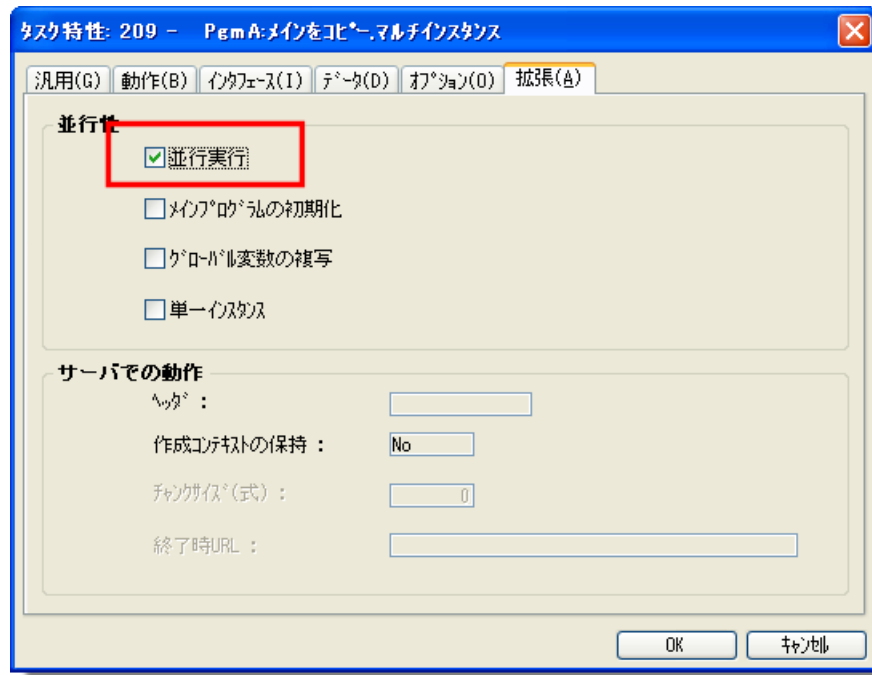 ﾀｽｸ特性: 209 -   Pgm A:ﾒｲﾝをｺﾋﾟｰ.ﾏﾙﾁｲﾝｽﾀﾝｽ
汎用(G) 動作(B) ｲﾝﾀﾌｪｰｽ(I) ﾃﾞｰﾀ(D) ｵﾌﾟｼｮﾝ(O) 拡張(A)
並行性
並行実行
ﾒｲﾝﾌﾟﾛｸﾞﾗﾑの初期化
ｸﾞﾛｰﾊﾞﾙ変数の複写
単一ｲﾝｽﾀﾝｽ
サーバでの動作
ﾍｯﾀﾞ :
作成ｺﾝﾃｷｽﾄの保持 : No
ﾁｬﾝｸｻｲｽﾞ(式) : 0
終了時URL :
OK ｷｬﾝｾﾙ